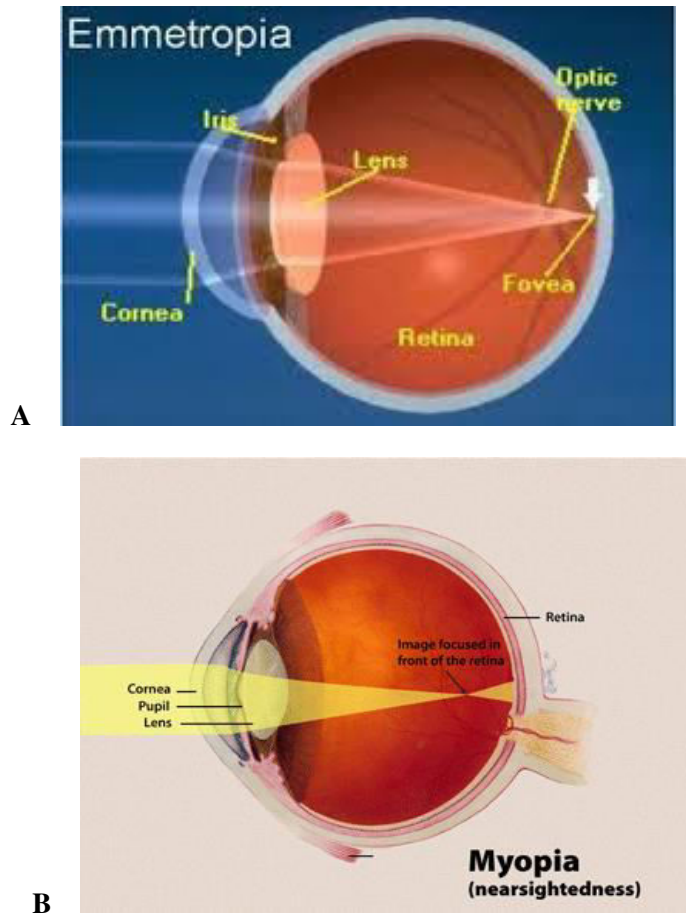 Emmetropia
Optic
nerve
Iris
Lens
Fovea
Cornea
Retina
A
Retina
Image focused in
front of the retina
Cornea
Pupil
Lens
Myopia
(nearsightedness)
B